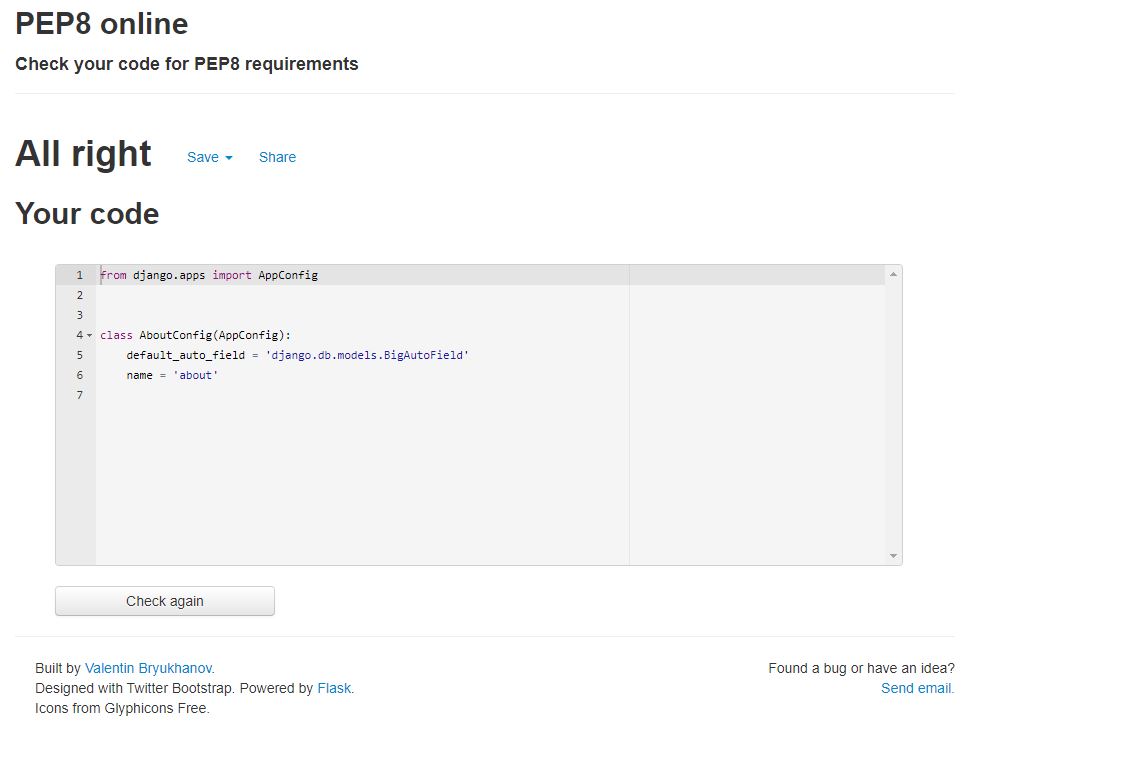 PEP8 online
Check your code for PEP8 requirements
All right Save Share
Your code
1 from django.apps import AppConfig
2
3
4 class AboutConfig(AppConfig):
5     default_auto_field = 'django.db.models.BigAutoField'
6     name = 'about'
7
Check again
Built by Valentin Bryukhanov.
Designed with Twitter Bootstrap. Powered by Flask.
Icons from Glyphicons Free.
Found a bug or have an idea?
Send email.